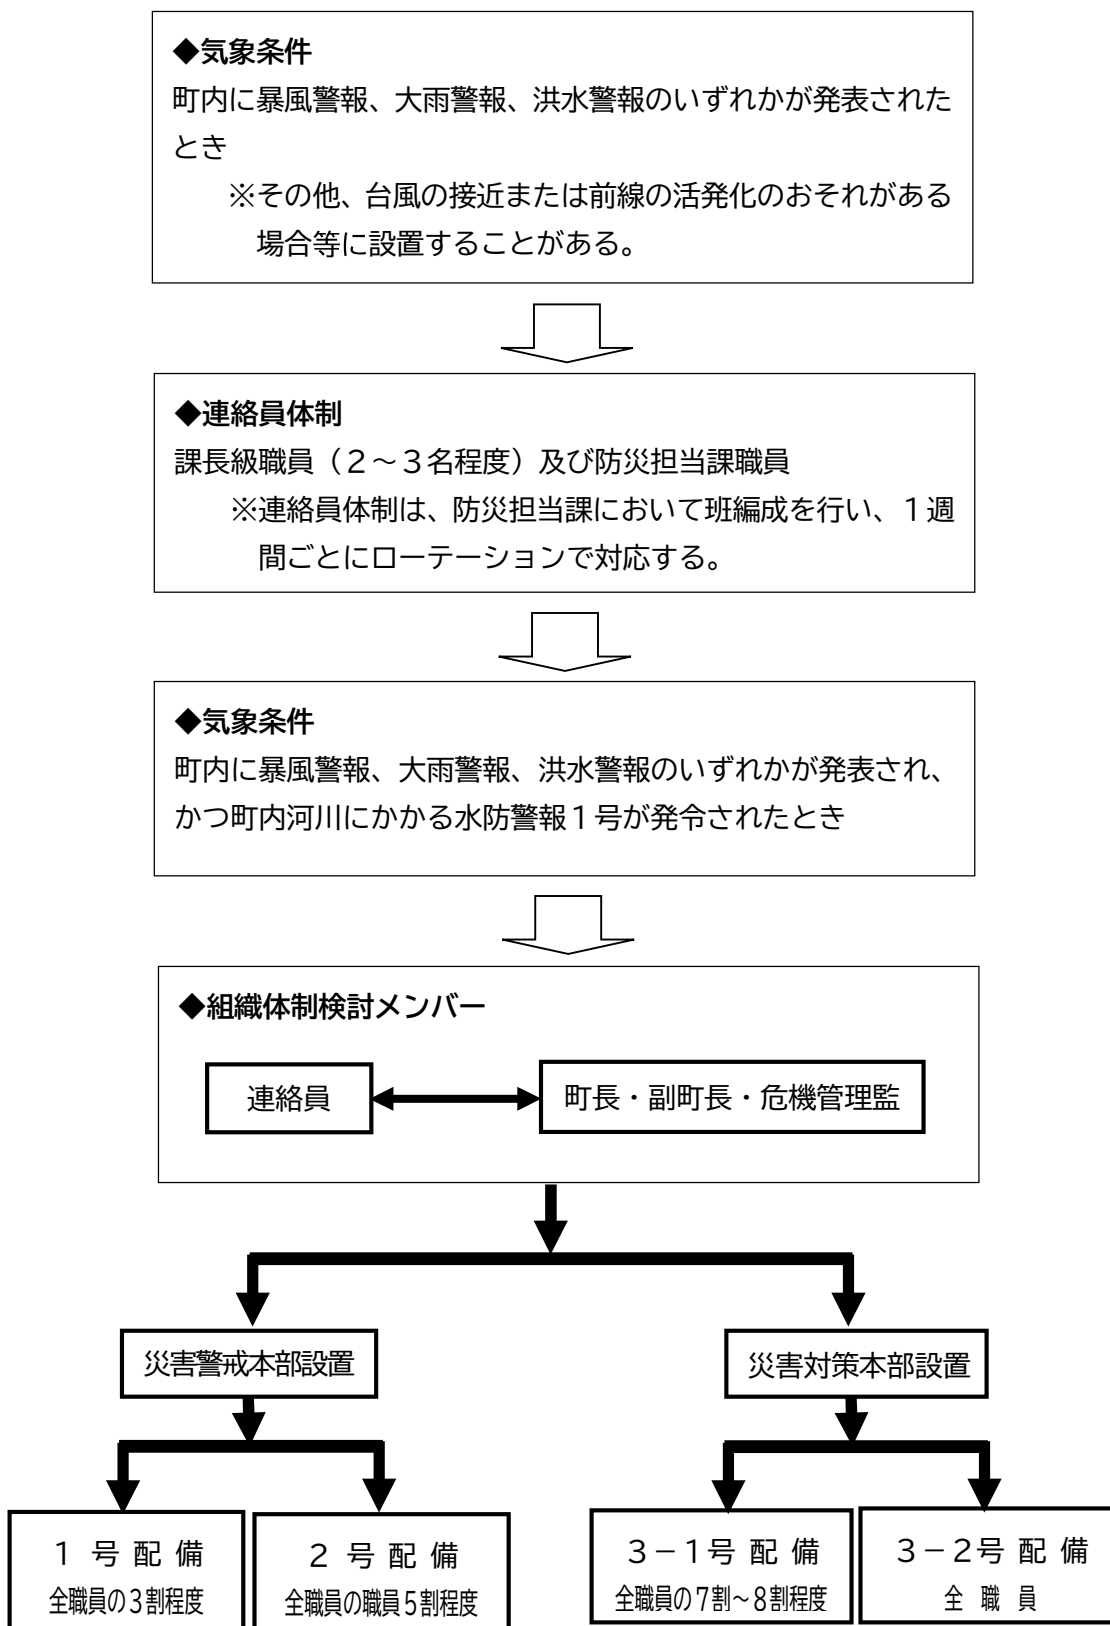 ◆気象条件
町内に暴風警報、大雨警報、洪水警報のいずれかが発表された
とき
※その他、台風の接近または前線の活発化のおそれがある
場合等に設置することがある。
◆連絡員体制
課長級職員（２～３名程度）及び防災担当課職員
※連絡員体制は、防災担当課において班編成を行い、１週
間ごとにローテーションで対応する。
◆気象条件
町内に暴風警報、大雨警報、洪水警報のいずれかが発表され、
かつ町内河川にかかる水防警報１号が発令されたとき
◆組織体制検討メンバー
連絡員
町長・副町長・危機管理監
災害警戒本部設置
災害対策本部設置
１ 号 配 備
全職員の３割程度
２ 号 配 備
全職員の職員５割程度
３－１号 配 備
全職員の７割～８割程度
３－２号 配 備
全 職 員